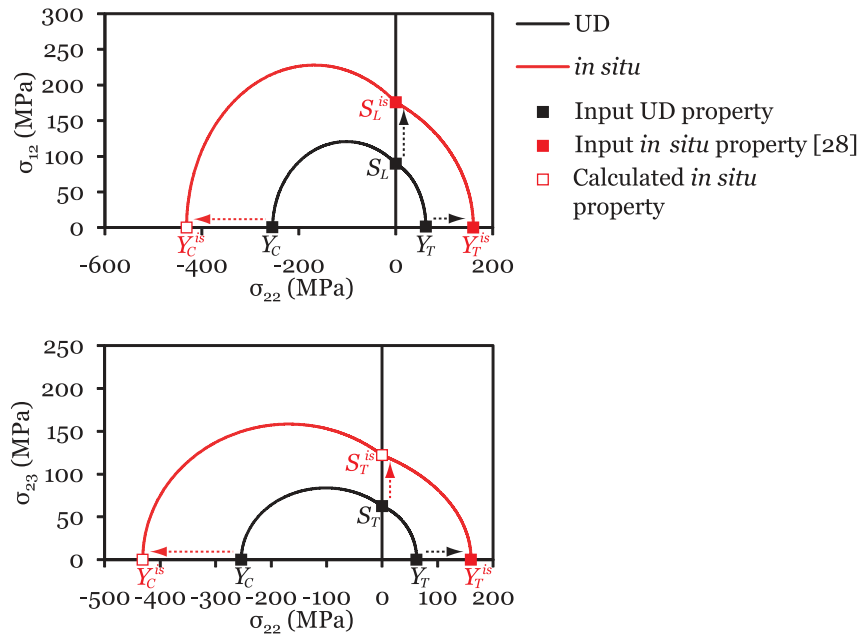 300
250
200
150
100
50
0
σ12 (MPa)
S_L^is
S_L
Y_C^is Y_C Y_T Y_T^is
-600 -400 -200 0 200
σ22 (MPa)
UD
in situ
Input UD property
Input in situ property [28]
Calculated in situ
property
250
200
150
100
50
0
σ23 (MPa)
S_T^is
S_T
Y_C^is Y_C Y_T Y_T^is
-500 -400 -300 -200 -100 0 100 200
σ22 (MPa)